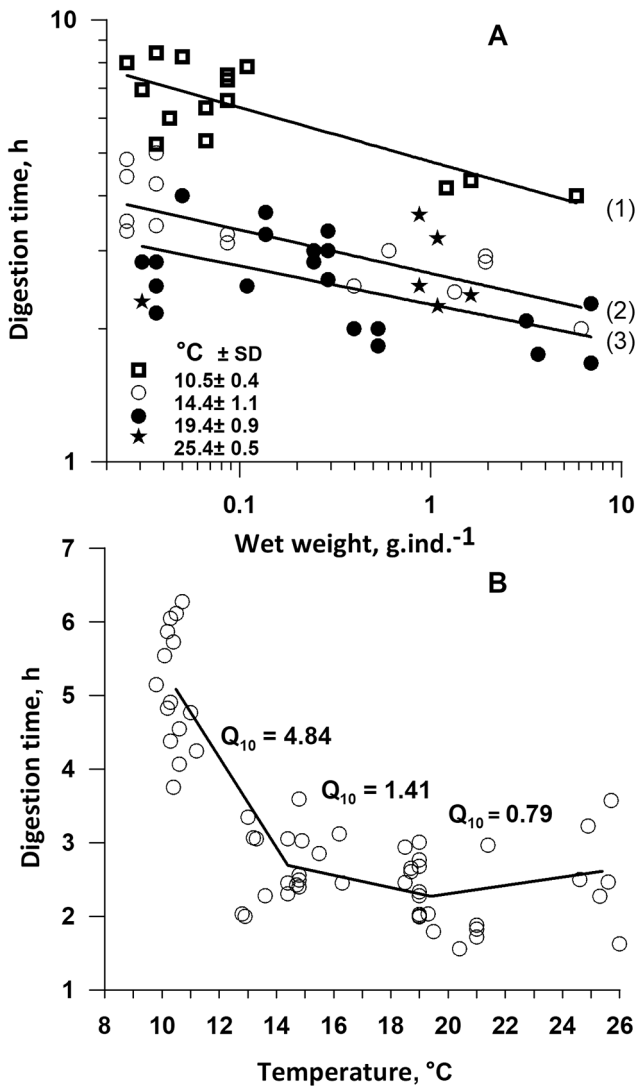 10
A
Digestion time, h
(1)
(2)
(3)
°C ± SD
10.5± 0.4
14.4± 1.1
19.4± 0.9
25.4± 0.5
1
0.1
1
10
Wet weight, g.ind.⁻¹
7
B
6
5
4
3
2
1
Digestion time, h
Q₁₀ = 4.84
Q₁₀ = 1.41
Q₁₀ = 0.79
8 10 12 14 16 18 20 22 24 26
Temperature, °C